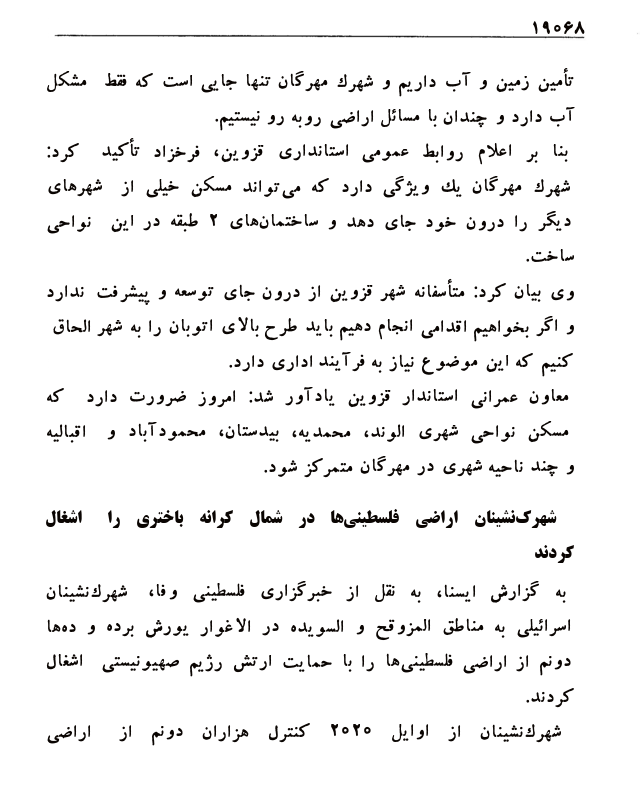 ۱۹۰۶۸
تأمین زمین و آب داریم و شهرك مهرگان تنها جایی است که فقط مشکل
آب دارد و چندان با مسائل اراضی روبه رو نیستیم.
بنا بر اعلام روابط عمومی استانداری قزوین، فرخزاد تأکید کرد:
شهرك مهرگان یك ویژگی دارد که می‌تواند مسکن خیلی از شهرهای
دیگر را درون خود جای دهد و ساختمان‌های ۲ طبقه در این نواحی
ساخت.
وی بیان کرد: متأسفانه شهر قزوین از درون جای توسعه و پیشرفت ندارد
و اگر بخواهیم اقدامی انجام دهیم باید طرح بالای اتوبان را به شهر الحاق
کنیم که این موضوع نیاز به فرآیند اداری دارد.
معاون عمرانی استاندار قزوین یادآور شد: امروز ضرورت دارد که
مسکن نواحی شهری الوند، محمدیه، بیدستان، محمودآباد و اقبالیه
و چند ناحیه شهری در مهرگان متمرکز شود.
شهرک‌نشینان اراضی فلسطینی‌ها در شمال کرانه باختری را اشغال
کردند
به گزارش ایسنا، به نقل از خبرگزاری فلسطینی وفا، شهرك‌نشینان
اسرائیلی به مناطق المزوقح و السویده در الاغوار یورش برده و ده‌ها
دونم از اراضی فلسطینی‌ها را با حمایت ارتش رژیم صهیونیستی اشغال
کردند.
شهرك‌نشینان از اوایل ۲۰۲۰ کنترل هزاران دونم از اراضی